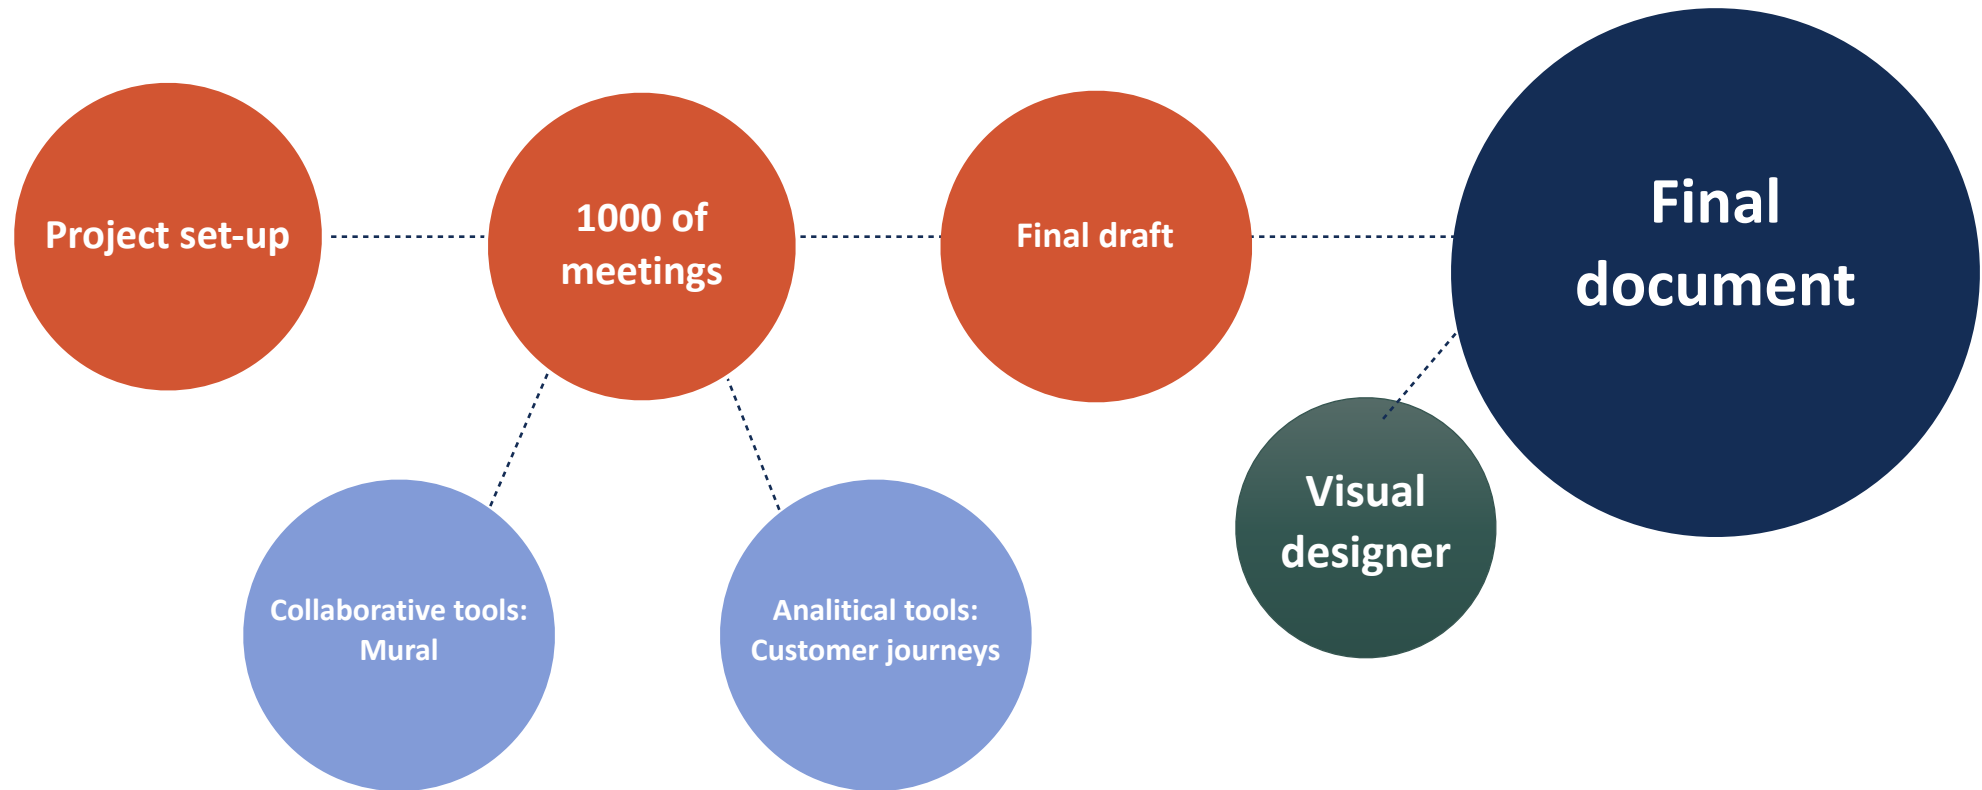 Project set-up
1000 of
meetings
Final draft
Final
document
Visual
designer
Collaborative tools:
Mural
Analitical tools:
Customer journeys